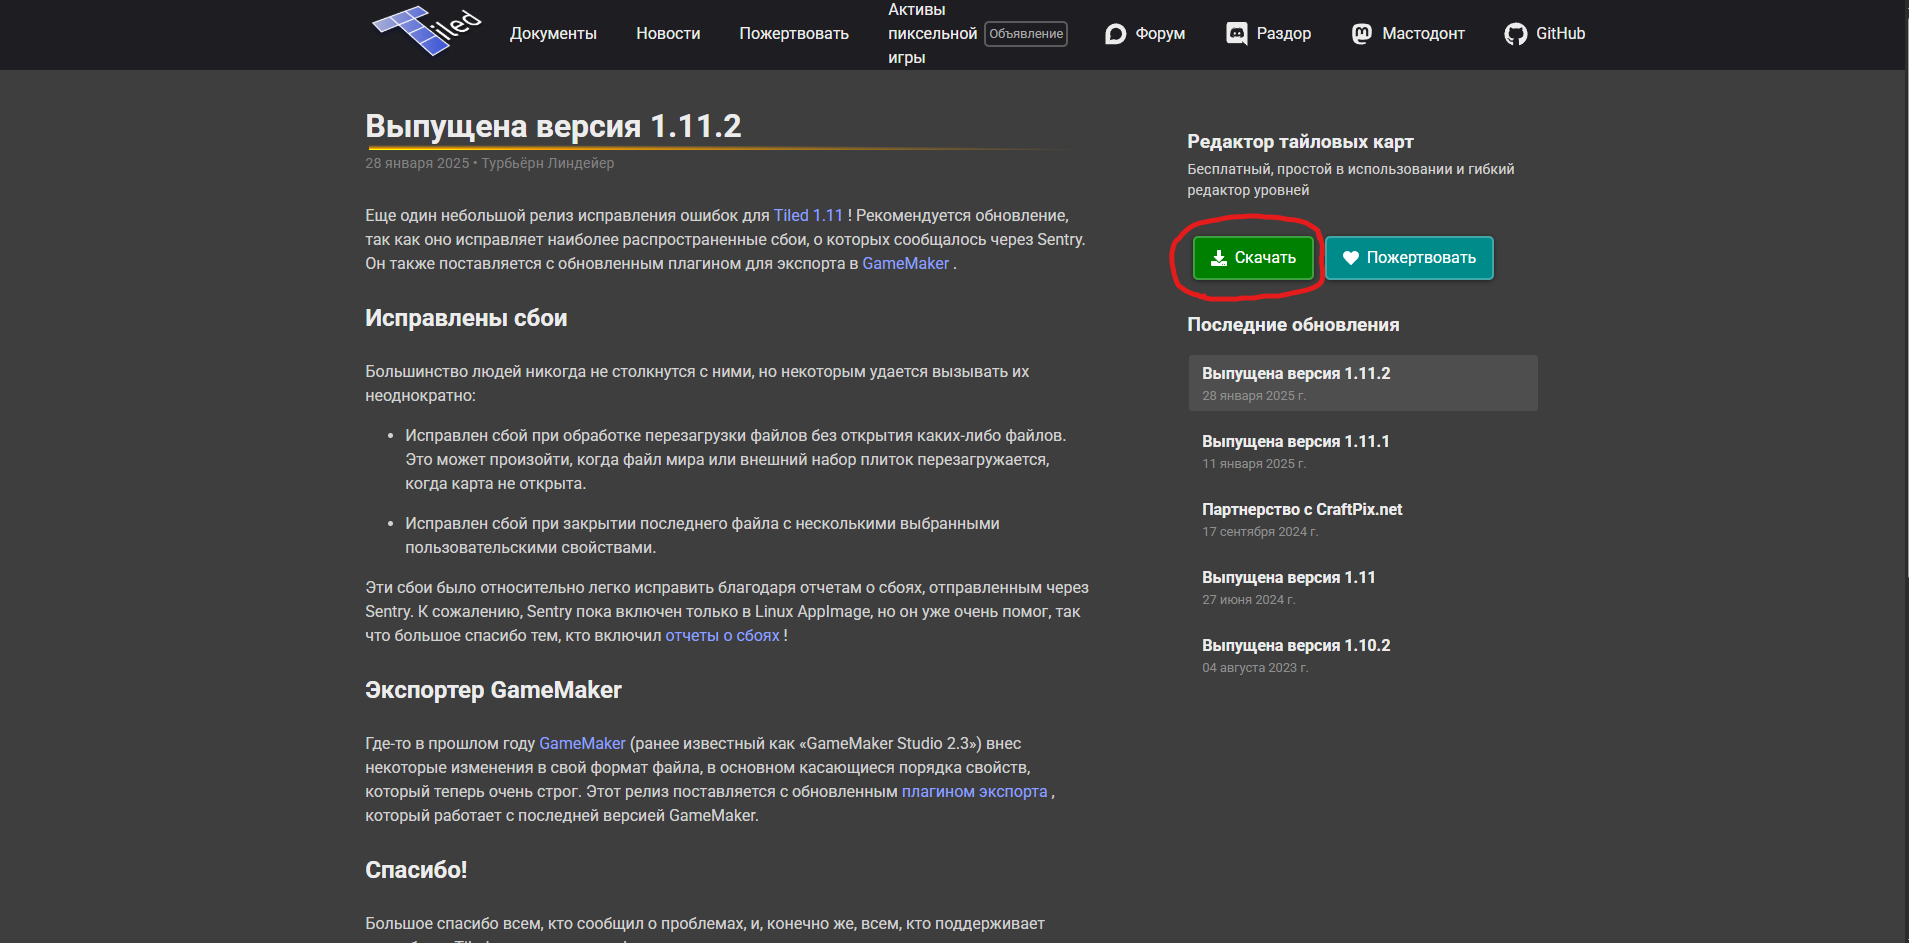 Tiled
Документы
Новости
Пожертвовать
Активы
пиксельной
игры
Объявление
Форум
Раздор
Мастодонт
GitHub
Выпущена версия 1.11.2
28 января 2025 • Турбьёрн Линдейер
Еще один небольшой релиз исправления ошибок для Tiled 1.11 ! Рекомендуется обновление,
так как оно исправляет наиболее распространенные сбои, о которых сообщалось через Sentry.
Он также поставляется с обновленным плагином для экспорта в GameMaker .
Исправлены сбои
Большинство людей никогда не столкнутся с ними, но некоторым удается вызывать их
неоднократно:
• Исправлен сбой при обработке перезагрузки файлов без открытия каких-либо файлов.
Это может произойти, когда файл мира или внешний набор плиток перезагружается,
когда карта не открыта.
• Исправлен сбой при закрытии последнего файла с несколькими выбранными
пользовательскими свойствами.
Эти сбои было относительно легко исправить благодаря отчетам о сбоях, отправленным через
Sentry. К сожалению, Sentry пока включен только в Linux AppImage, но он уже очень помог, так
что большое спасибо тем, кто включил отчеты о сбоях !
Экспортер GameMaker
Где-то в прошлом году GameMaker (ранее известный как «GameMaker Studio 2.3») внес
некоторые изменения в свой формат файла, в основном касающиеся порядка свойств,
который теперь очень строг. Этот релиз поставляется с обновленным плагином экспорта ,
который работает с последней версией GameMaker.
Спасибо!
Большое спасибо всем, кто сообщил о проблемах, и, конечно же, всем, кто поддерживает
Редактор тайловых карт
Бесплатный, простой в использовании и гибкий
редактор уровней
Скачать
Пожертвовать
Последние обновления
Выпущена версия 1.11.2
28 января 2025 г.
Выпущена версия 1.11.1
11 января 2025 г.
Партнерство с CraftPix.net
17 сентября 2024 г.
Выпущена версия 1.11
27 июня 2024 г.
Выпущена версия 1.10.2
04 августа 2023 г.